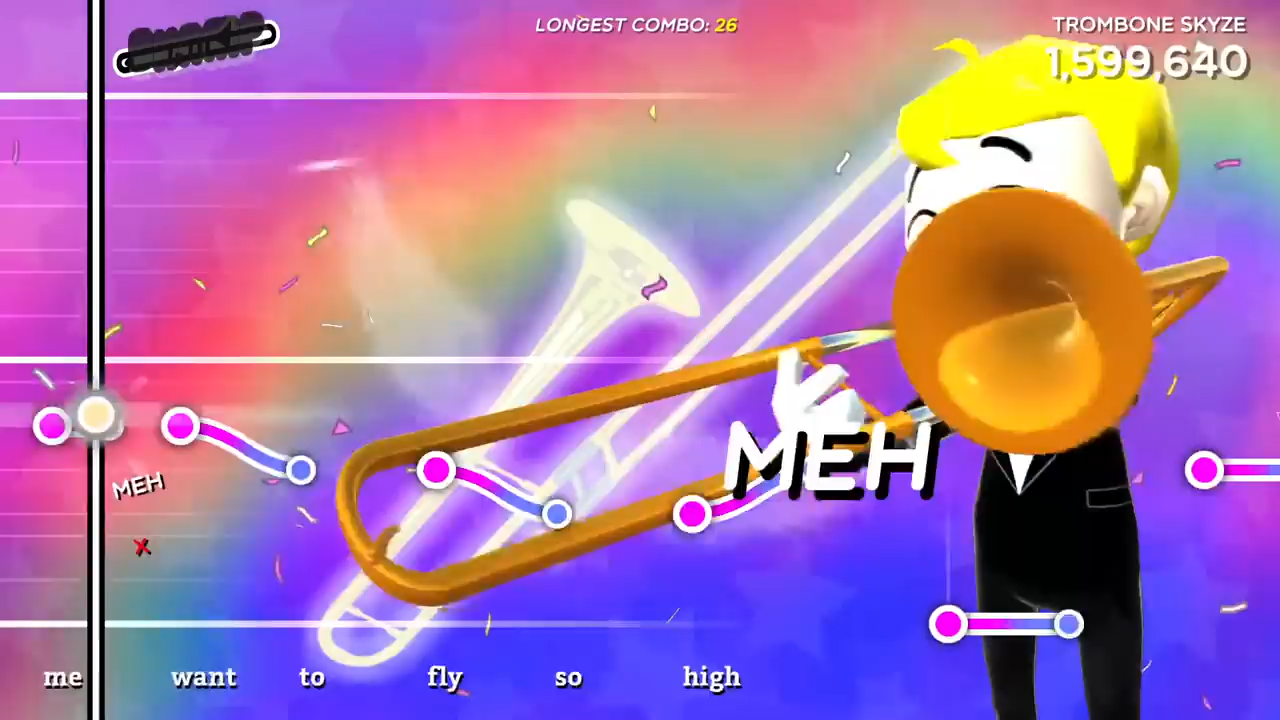 LONGEST COMBO: 26
TROMBONE SKYZE
1,599,640
MEH
MEH
x
me want to fly so high